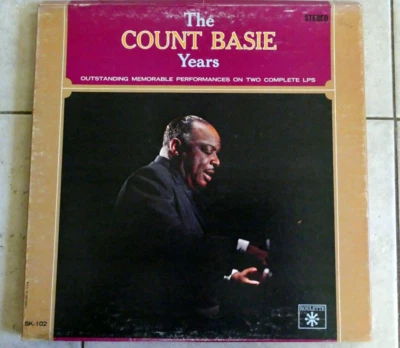 The
STEREO
COUNT BASIE
Years
OUTSTANDING MEMORABLE PERFORMANCES ON TWO COMPLETE LPS
ROULETTE
SK-102